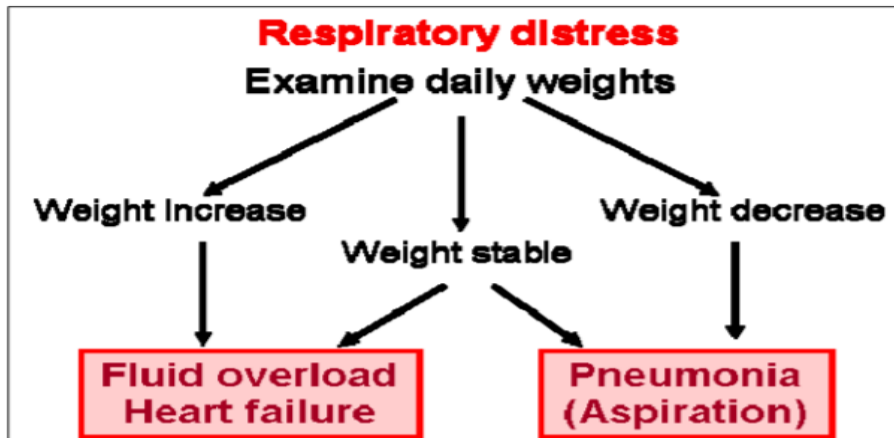 Respiratory distress
Examine daily weights
Weight Increase
Weight decrease
Weight stable
Fluid overload
Heart failure
Pneumonia
(Aspiration)